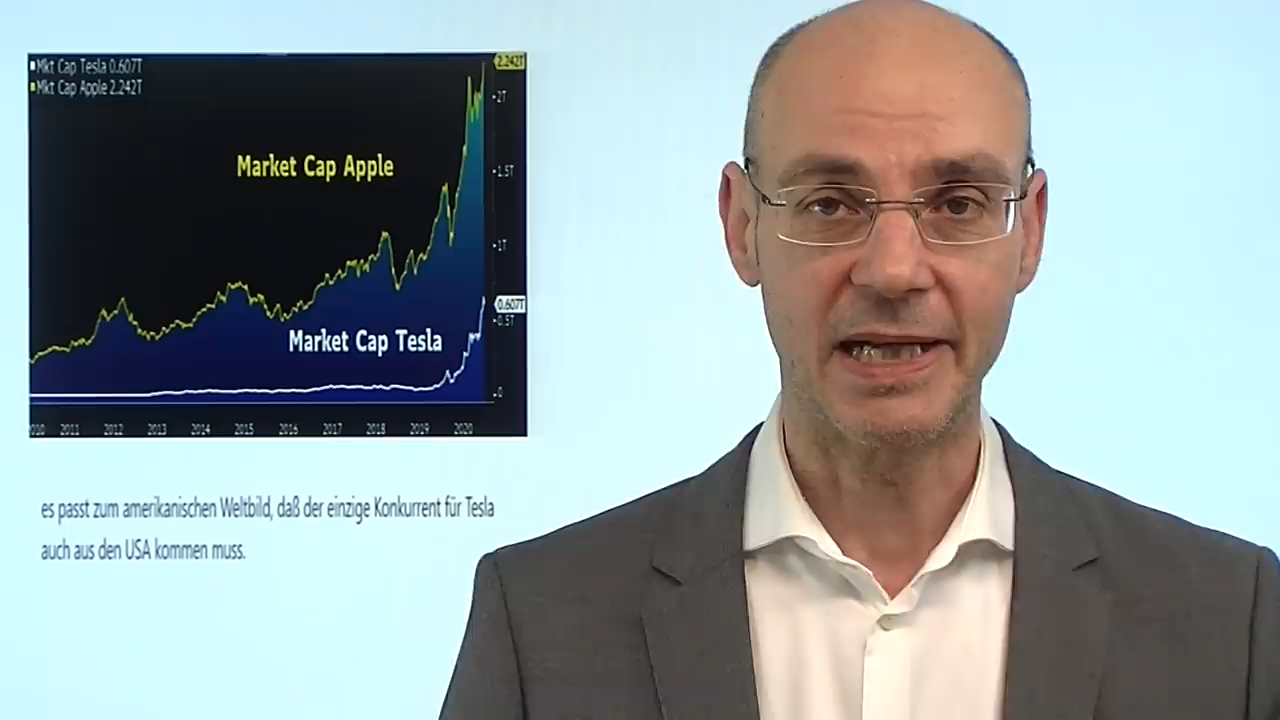 Mkt Cap Tesla 0.607T
Mkt Cap Apple 2.242T
2.242T
2T
Market Cap Apple
1.5T
1T
0.607T
0.5T
Market Cap Tesla
0
2010 2011 2012 2013 2014 2015 2016 2017 2018 2019 2020
es passt zum amerikanischen Weltbild, daß der einzige Konkurrent für Tesla
auch aus den USA kommen muss.